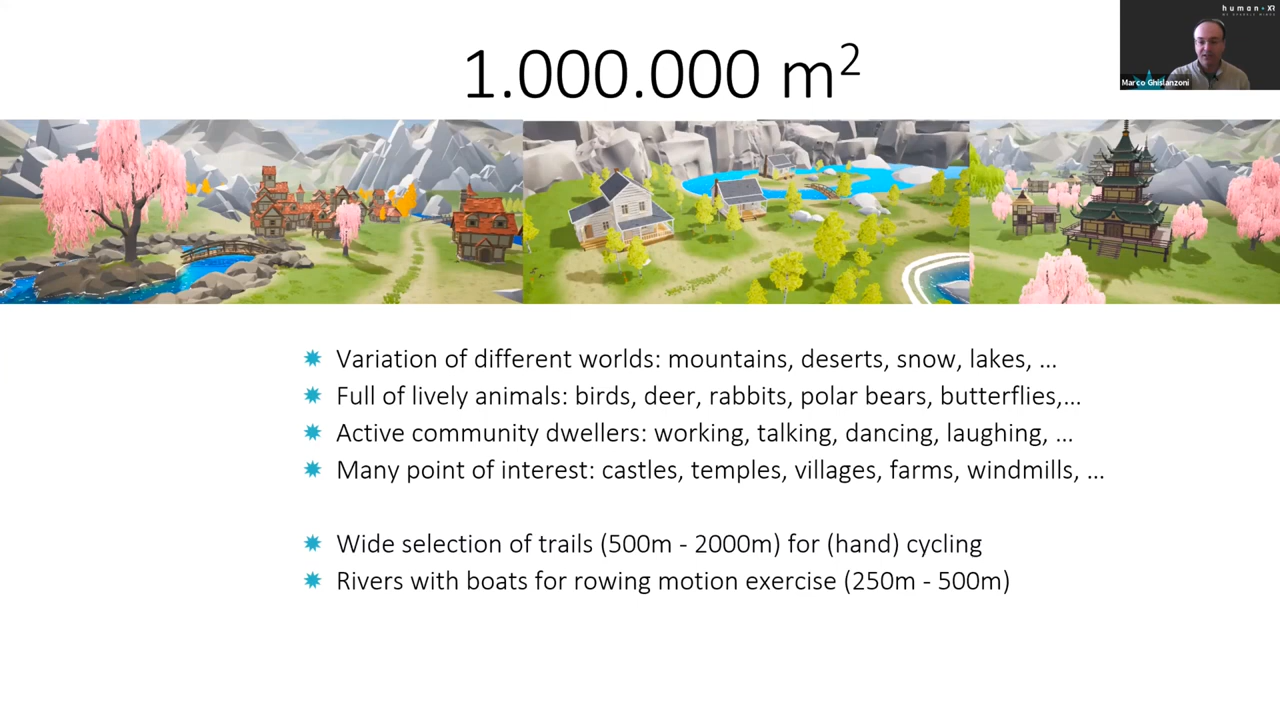 1.000.000 m²
human XR
Marco Ghislanzoni
Variation of different worlds: mountains, deserts, snow, lakes, ...
Full of lively animals: birds, deer, rabbits, polar bears, butterflies,...
Active community dwellers: working, talking, dancing, laughing, ...
Many point of interest: castles, temples, villages, farms, windmills, ...
Wide selection of trails (500m - 2000m) for (hand) cycling
Rivers with boats for rowing motion exercise (250m - 500m)